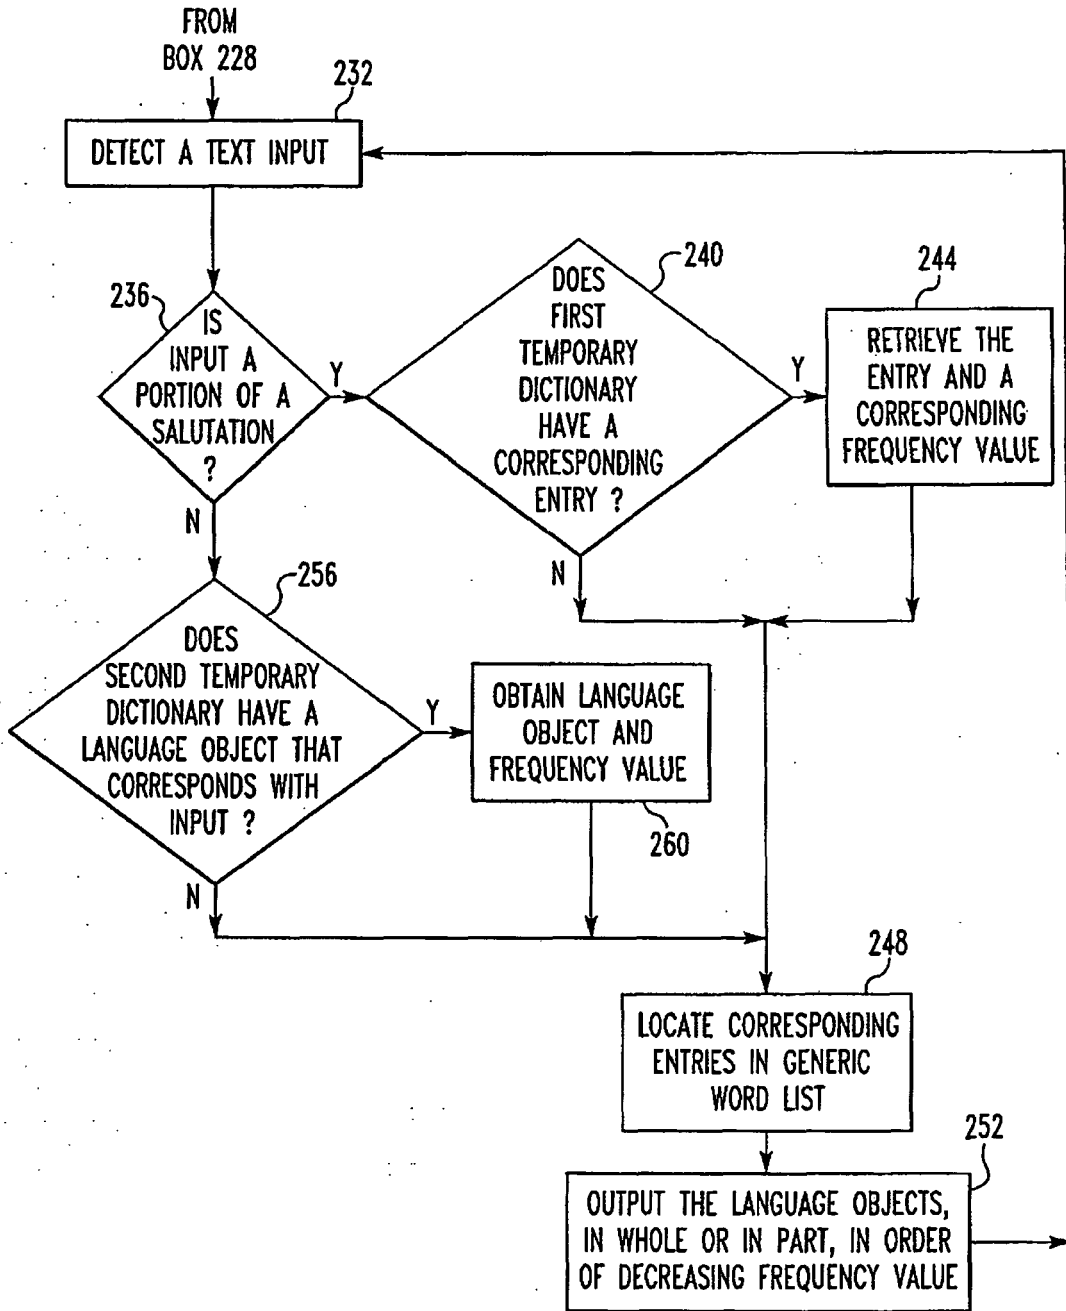 FROM
BOX 228
232
DETECT A TEXT INPUT
236
IS
INPUT A
PORTION OF A
SALUTATION
?
Y
N
240
DOES
FIRST
TEMPORARY
DICTIONARY
HAVE A
CORRESPONDING
ENTRY ?
Y
N
244
RETRIEVE THE
ENTRY AND A
CORRESPONDING
FREQUENCY VALUE
256
DOES
SECOND TEMPORARY
DICTIONARY HAVE A
LANGUAGE OBJECT THAT
CORRESPONDS WITH
INPUT ?
Y
N
OBTAIN LANGUAGE
OBJECT AND
FREQUENCY VALUE
260
248
LOCATE CORRESPONDING
ENTRIES IN GENERIC
WORD LIST
252
OUTPUT THE LANGUAGE OBJECTS,
IN WHOLE OR IN PART, IN ORDER
OF DECREASING FREQUENCY VALUE